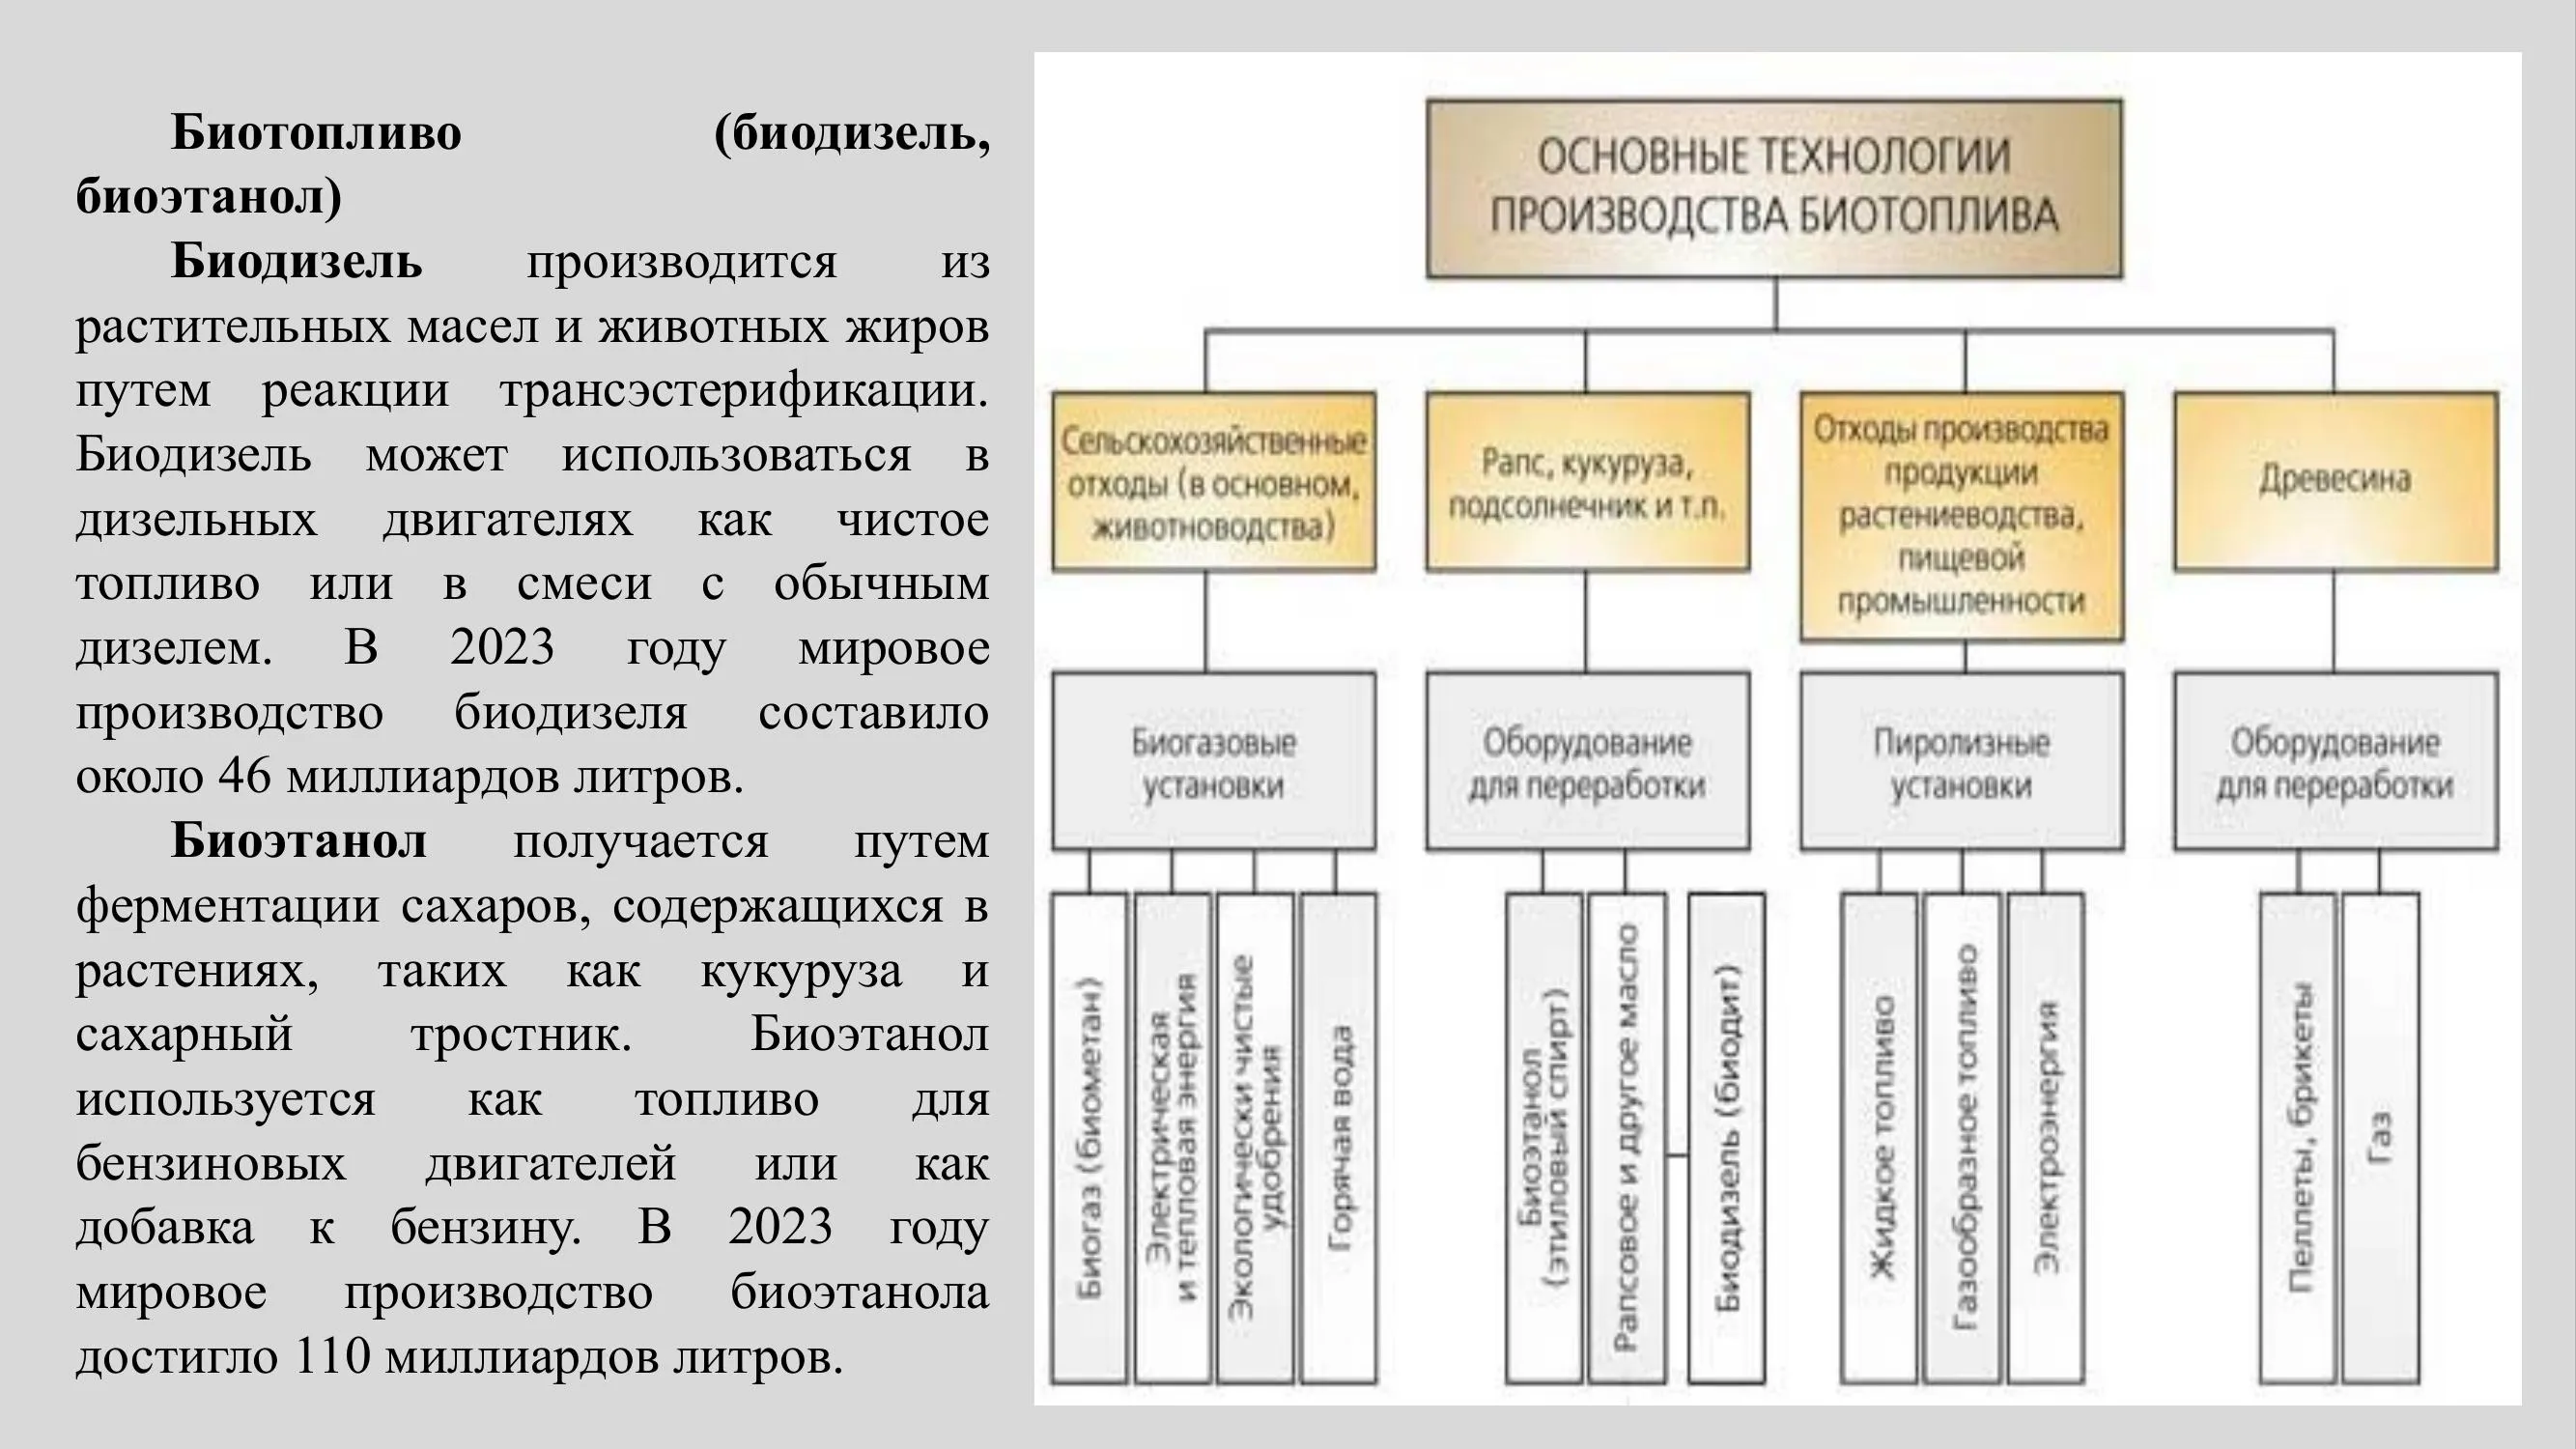 Биотопливо (биодизель,
биоэтанол)
Биодизель производится из
растительных масел и животных жиров
путем реакции трансэстерификации.
Биодизель может использоваться в
дизельных двигателях как чистое
топливо или в смеси с обычным
дизелем. В 2023 году мировое
производство биодизеля составило
около 46 миллиардов литров.
Биоэтанол получается путем
ферментации сахаров, содержащихся в
растениях, таких как кукуруза и
сахарный тростник. Биоэтанол
используется как топливо для
бензиновых двигателей или как
добавка к бензину. В 2023 году
мировое производство биоэтанола
достигло 110 миллиардов литров.
ОСНОВНЫЕ ТЕХНОЛОГИИ
ПРОИЗВОДСТВА БИОТОПЛИВА
Сельскохозяйственные
отходы (в основном,
животноводства)
Рапс, кукуруза,
подсолнечник и т.п.
Отходы производства
продукции
растениеводства,
пищевой
промышленности
Древесина
Биогазовые
установки
Оборудование
для переработки
Пиролизные
установки
Оборудование
для переработки
Биогаз (биометан)
Электрическая
и тепловая энергия
Экологически чистые
удобрения
Горячая вода
Биоэтанол
(этиловый спирт)
Рапсовое и другое масло
Биодизель (биодит)
Жидкое топливо
Газообразное топливо
Электроэнергия
Пеллеты, брикеты
Газ